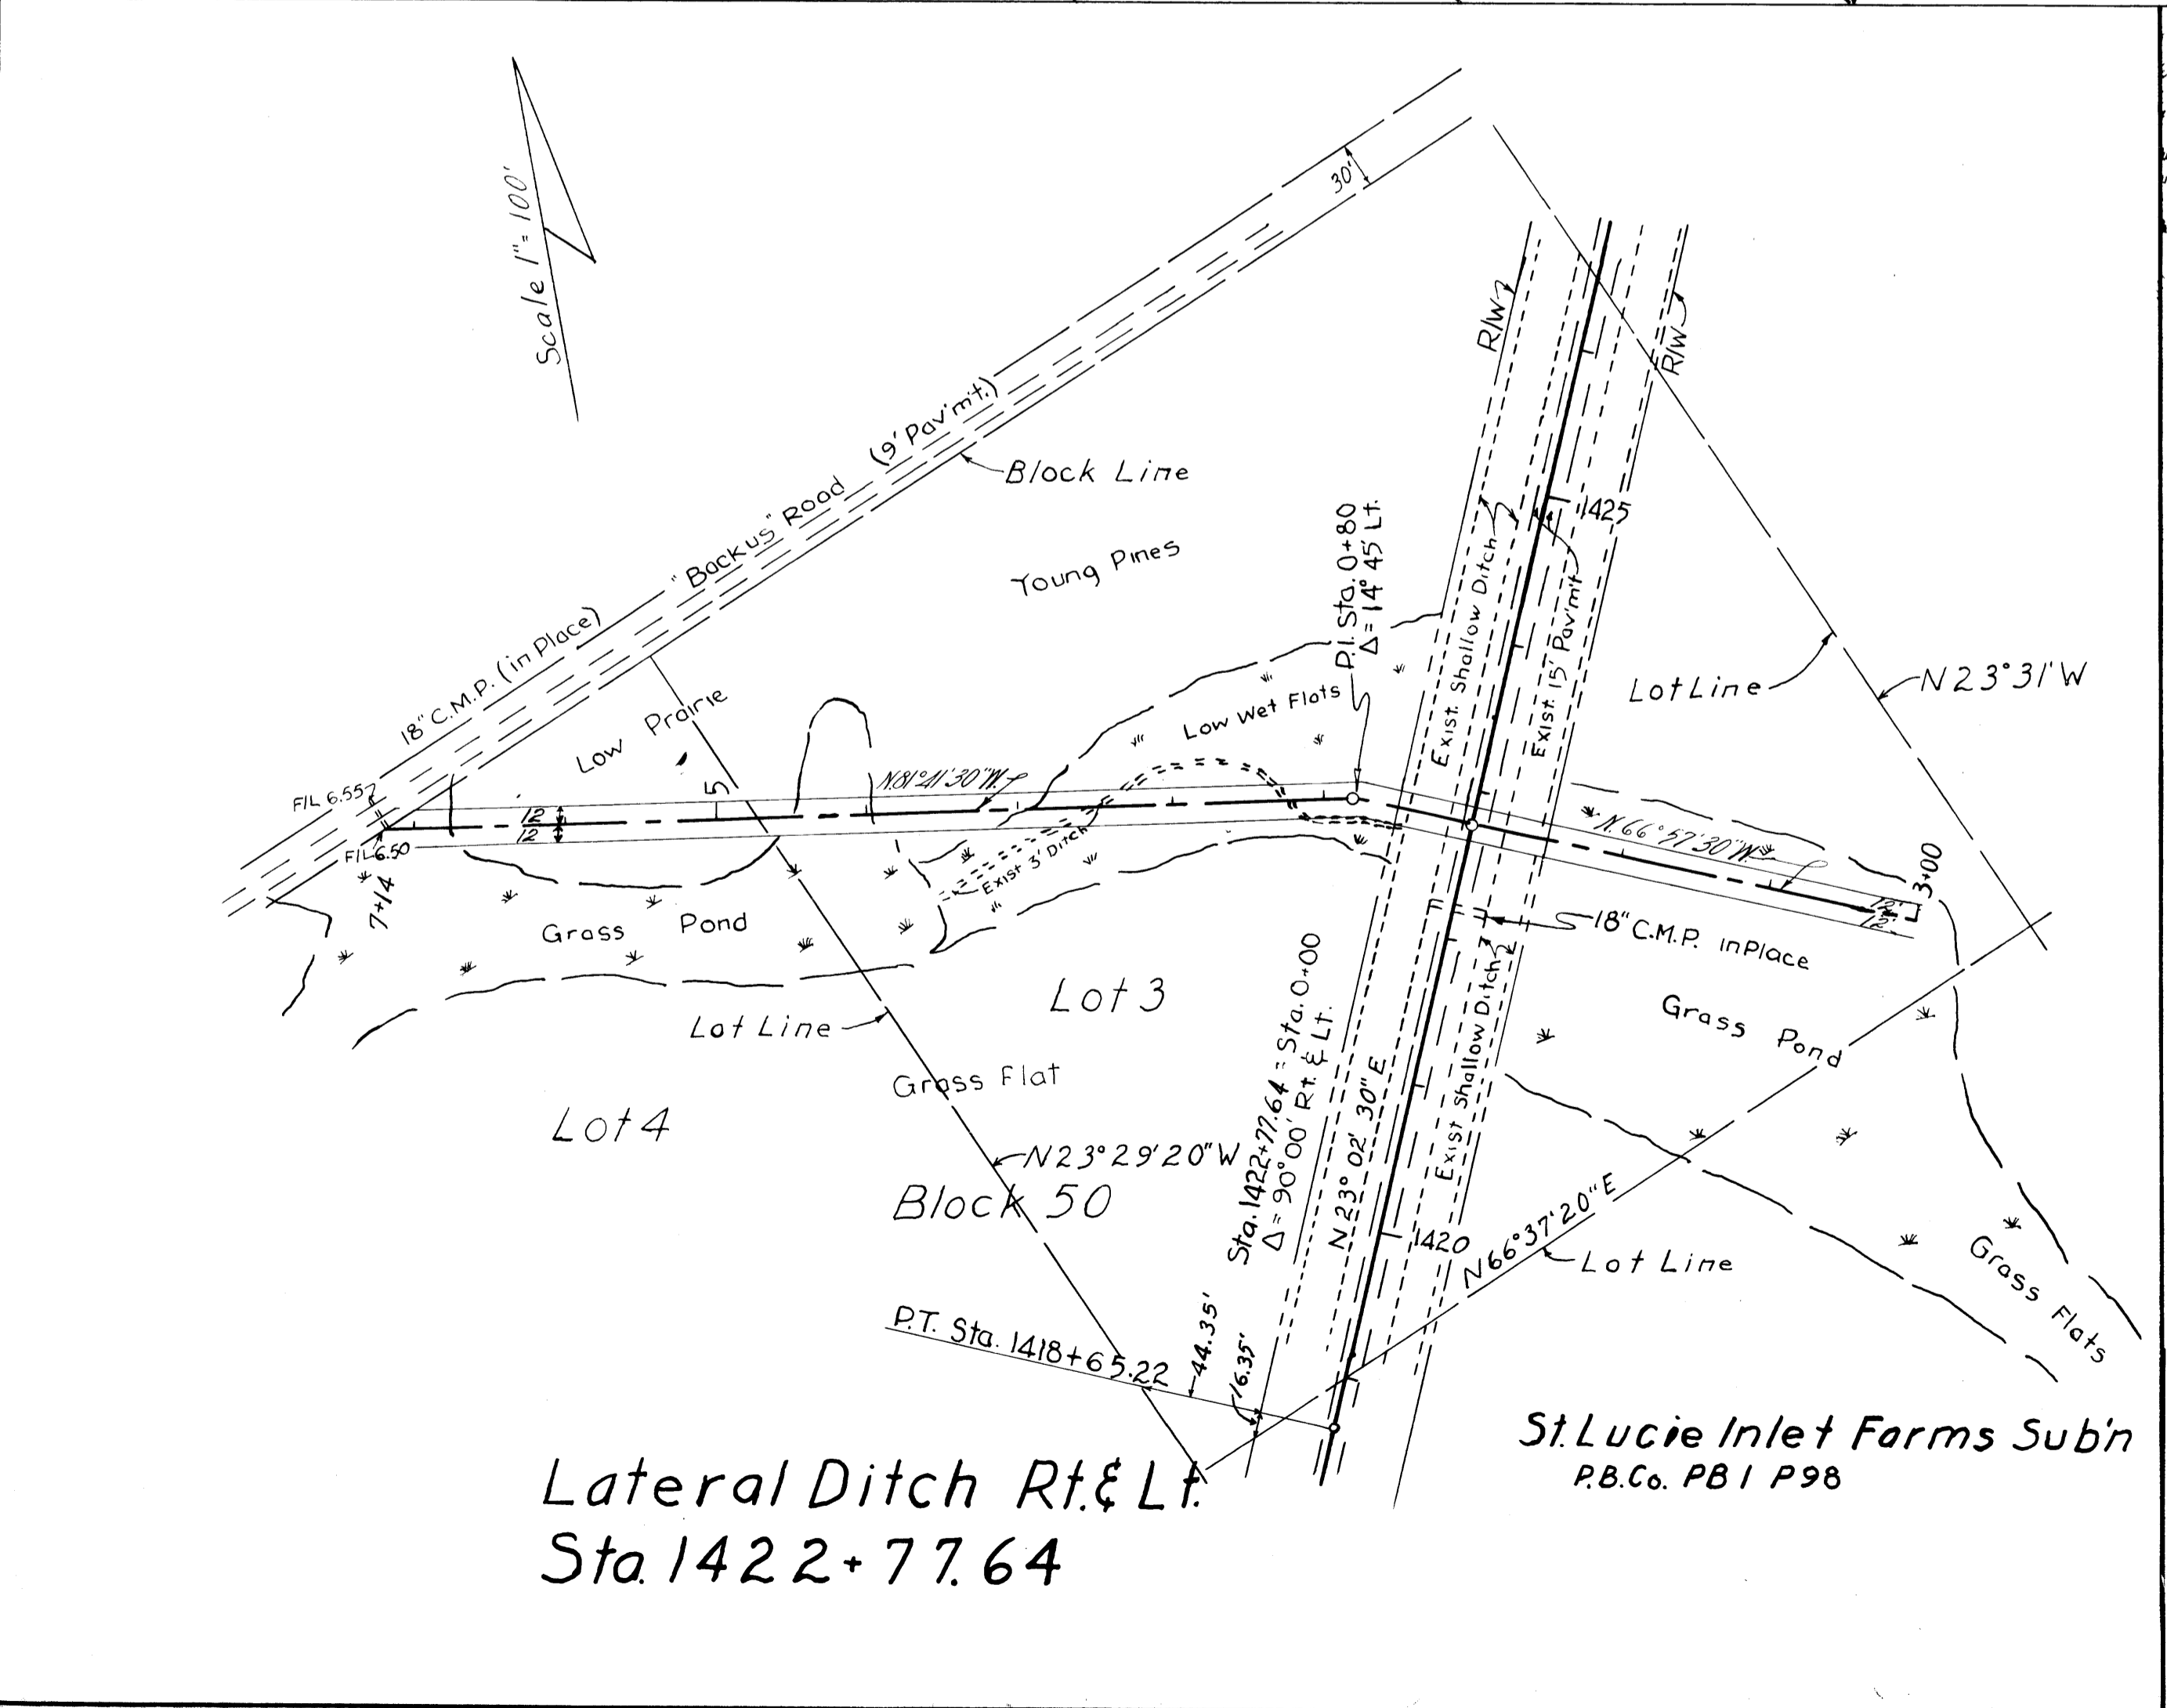 Scale 1"=100'
30'
R/W
R/W
"Backus" Road (9' Pav'm't.)
Block Line
Young Pines
18" C.M.P. (in Place)
P.I. Sta. 0+80
Δ=14°45' Lt.
1425
Exist. Shallow Ditch
Exist. 15' Pav'm't
Lot Line
N23°31'W
Low Prairie
Low Wet Flats
F/L 6.55
F/L 6.50
12
12
5
N.81°41'30"W.
N.66°57'30"W.
3+00
12'
12'
7+14
Exist 3' Ditch
Grass Pond
18" C.M.P. in Place
Lot 3
Lot Line
Grass Pond
Grass Flat
Lot 4
Sta. 1422+77.64 = Sta. 0+00
Δ = 90°00' Rt. & Lt.
N 23° 02' 30" E
Exist Shallow Ditch
N23°29'20"W
Block 50
1420
N66°37'20"E
Lot Line
Grass Flats
P.T. Sta. 1418+65.22
44.35'
16.35'
St. Lucie Inlet Farms Sub'n
P.B.Co. PB 1 P98
Lateral Ditch Rt.& Lt.
Sta. 1422+77.64